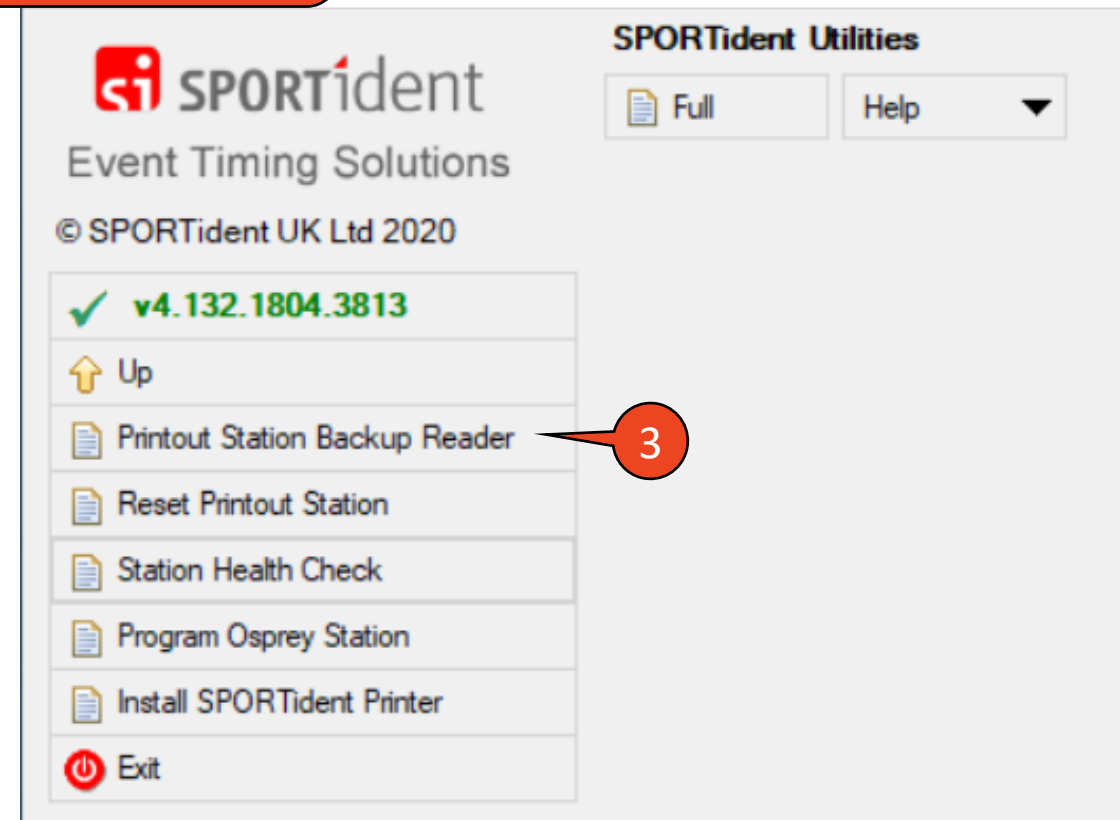 si SPORTident
Event Timing Solutions
© SPORTident UK Ltd 2020
SPORTident Utilities
Full
Help
v4.132.1804.3813
Up
Printout Station Backup Reader
3
Reset Printout Station
Station Health Check
Program Osprey Station
Install SPORTident Printer
Exit